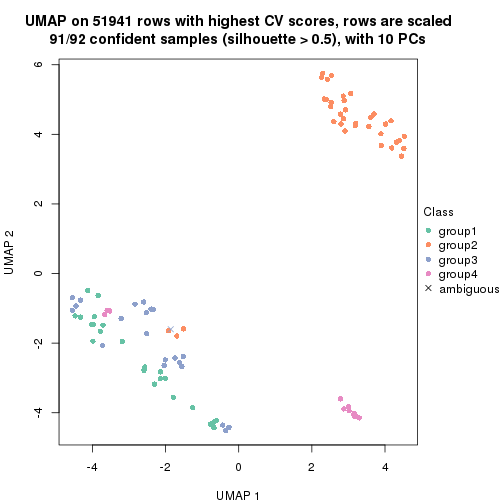 UMAP on 51941 rows with highest CV scores, rows are scaled
91/92 confident samples (silhouette > 0.5), with 10 PCs
6
4
2
0
-2
-4
UMAP 2
-4
-2
0
2
4
UMAP 1
Class
group1
group2
group3
group4
ambiguous